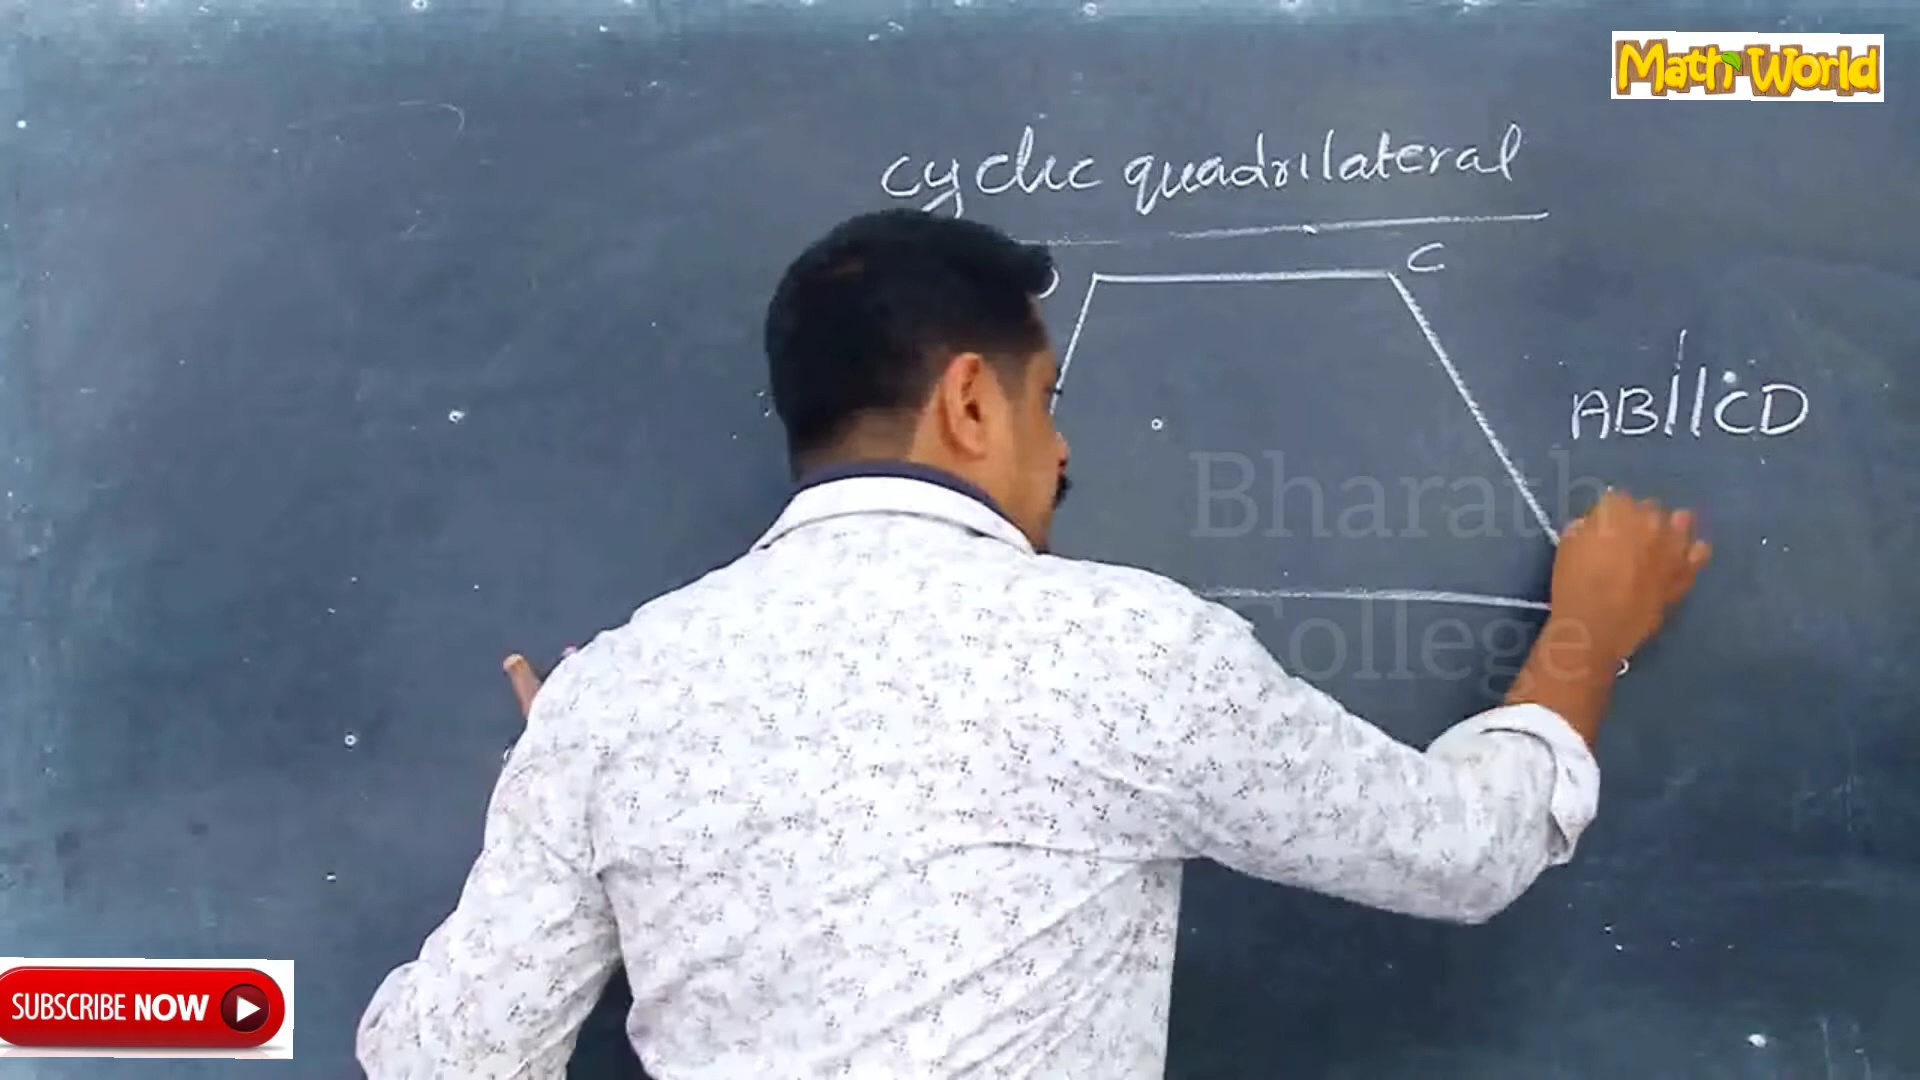 Math World
cyclic quadrilateral
C
AB||CD
Bharath
College
SUBSCRIBE NOW